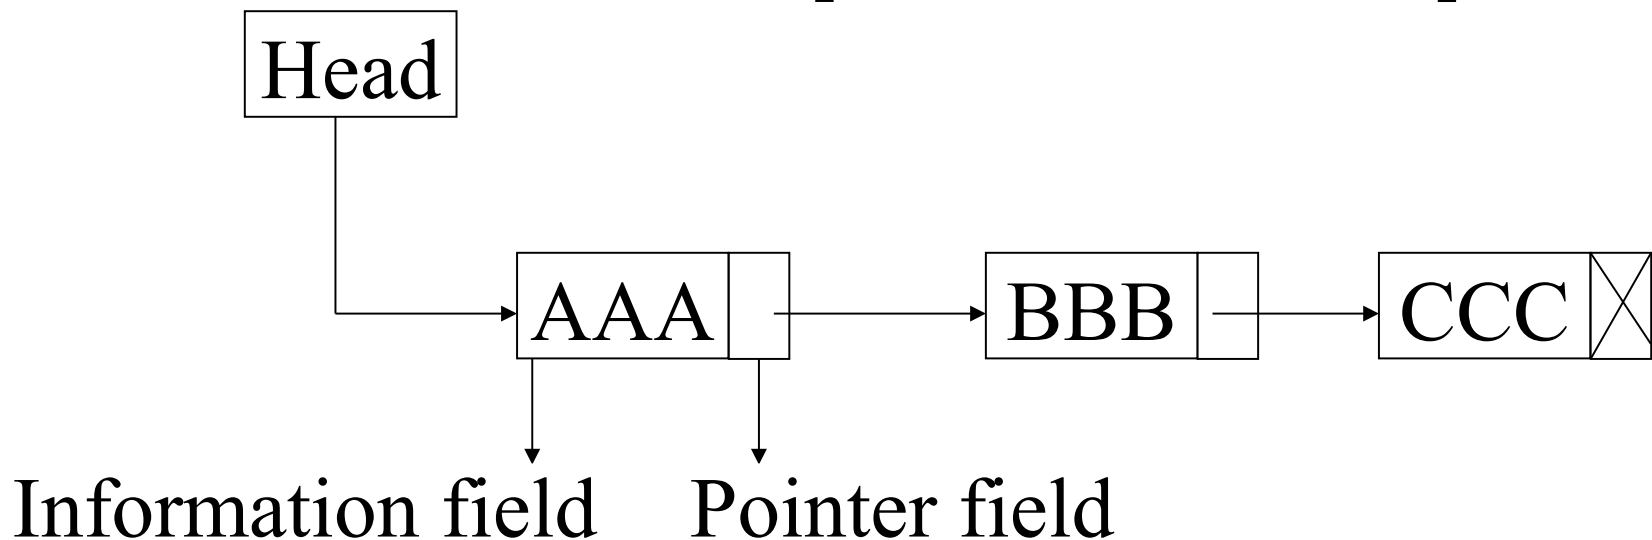 Head
AAA BBB CCC
Information field Pointer field